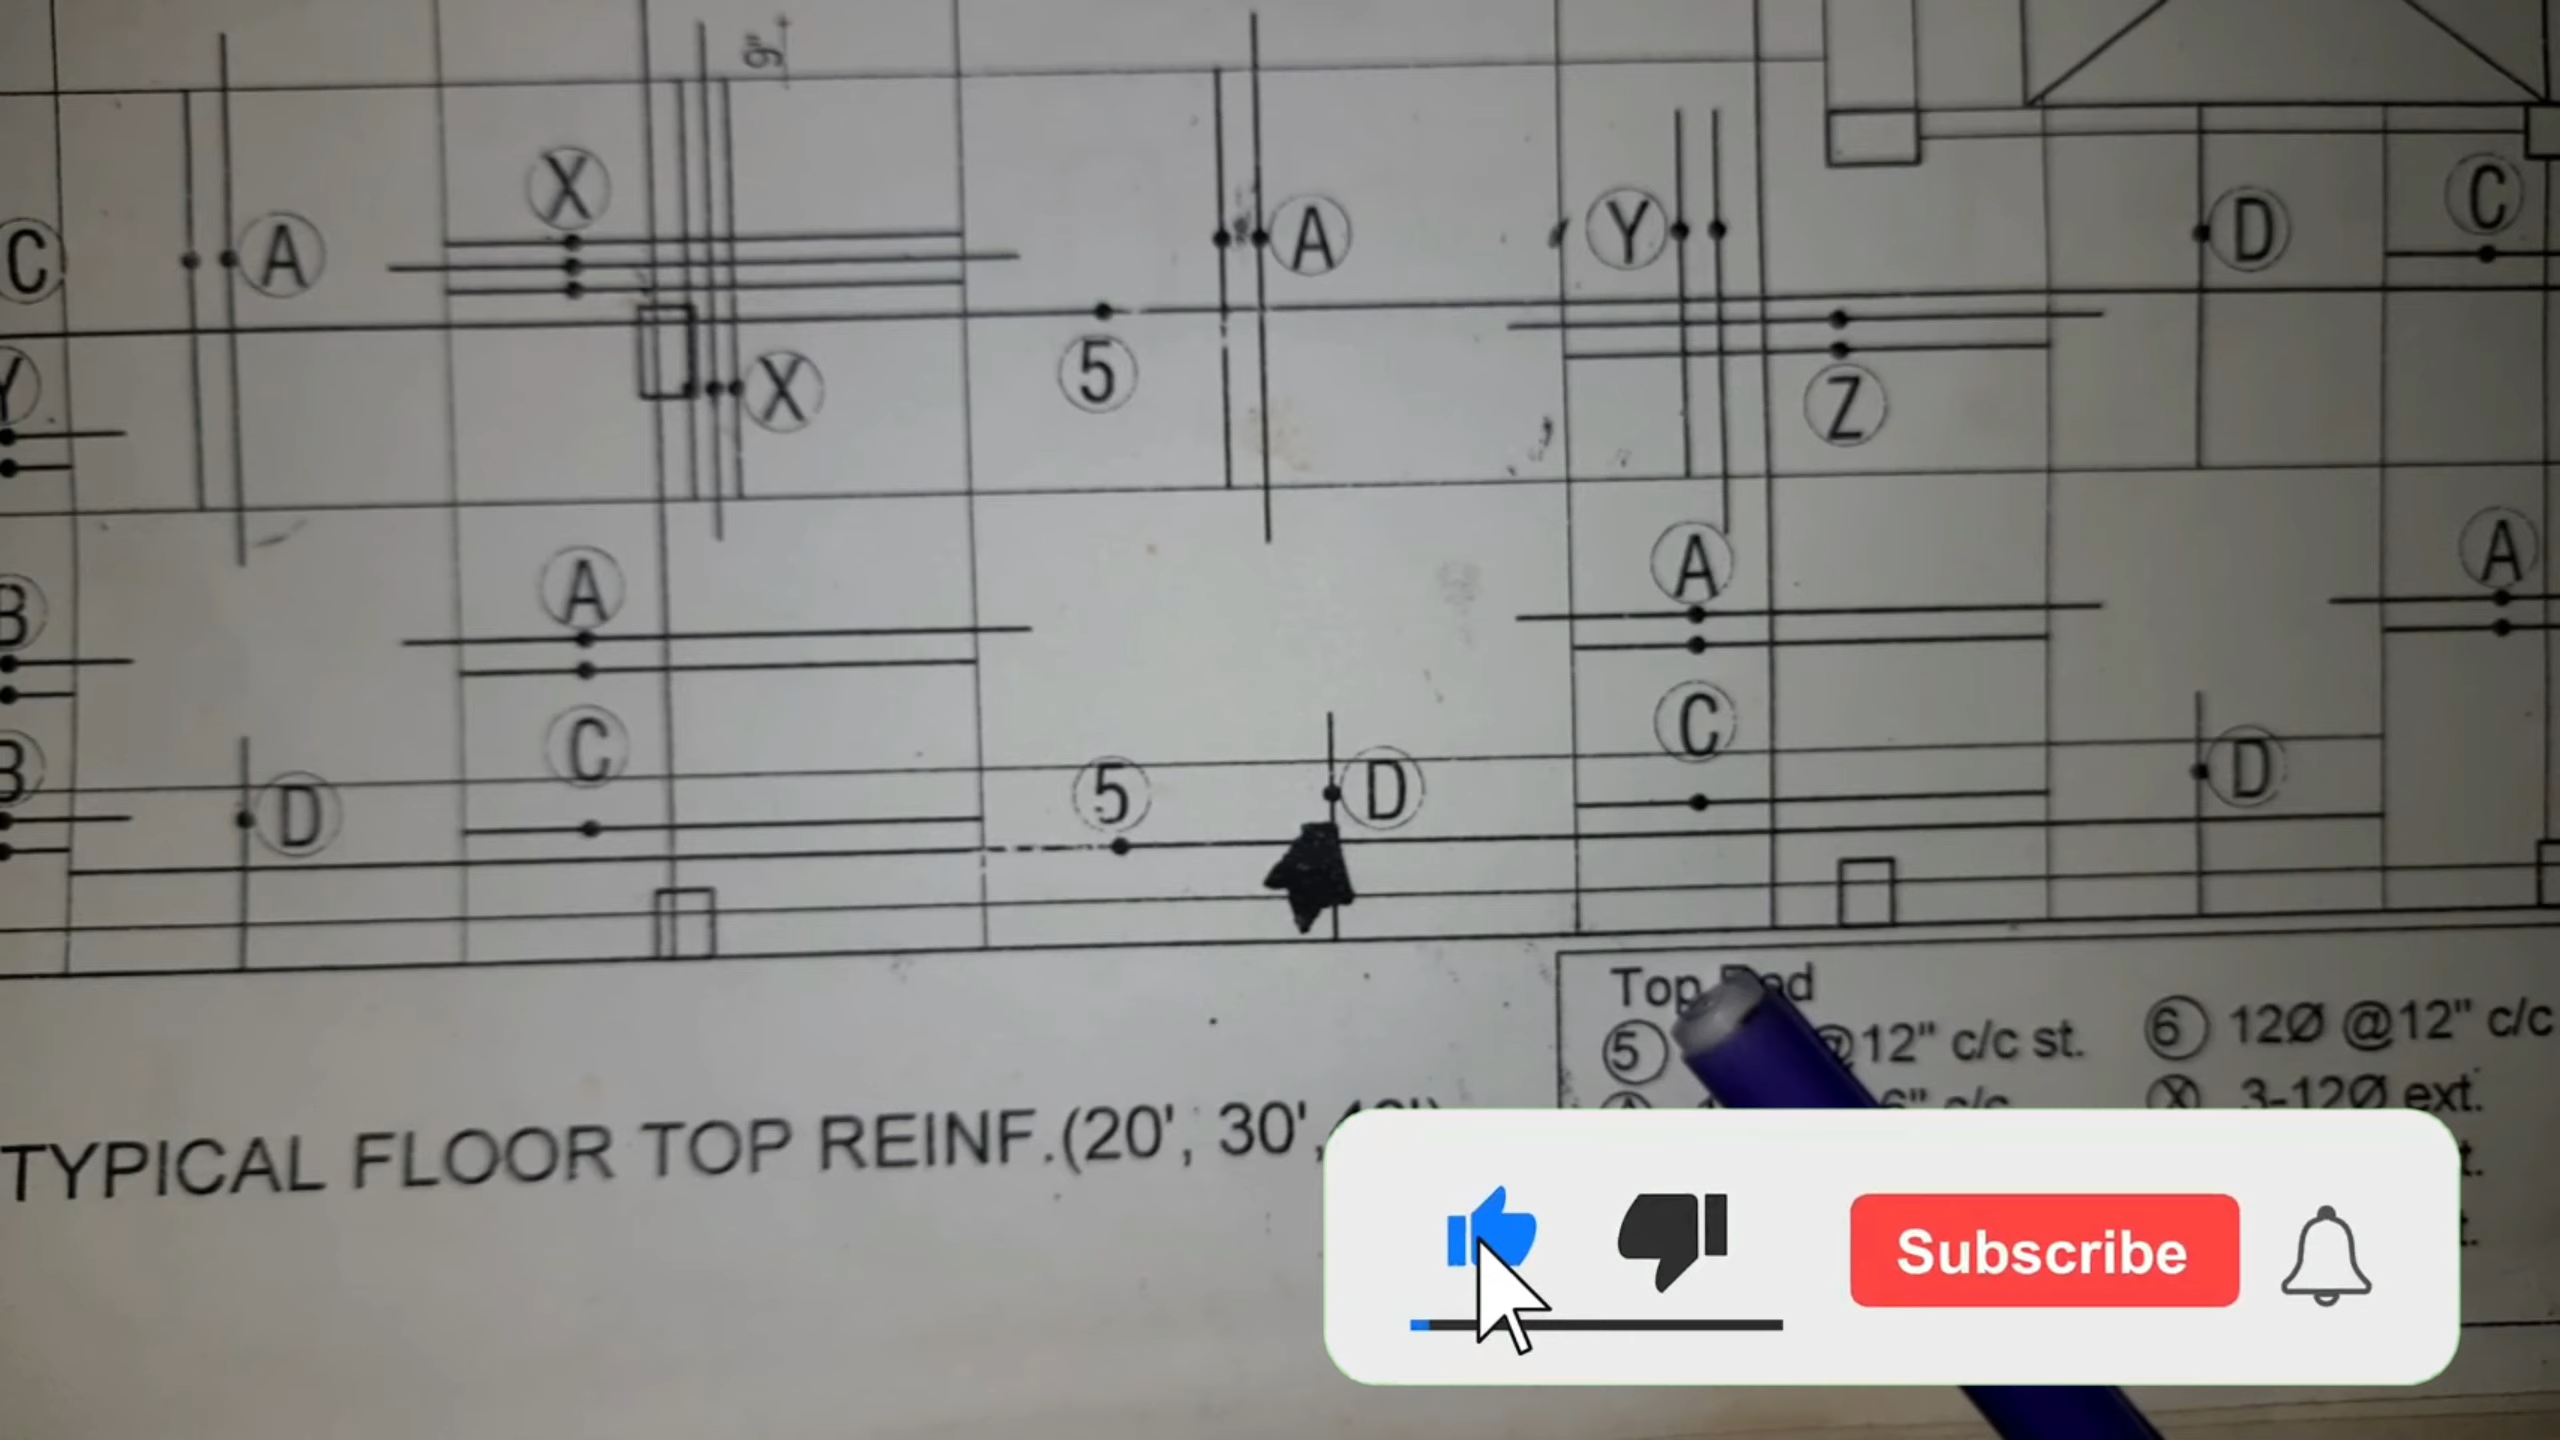 9"
X
C
A
C
A
Y
D
5
X
Z
Y
A
A
A
B
C
C
5
D
D
B
D
Top
5 @12" c/c st.
6 12Ø @12" c/c
6" c/c
X 3-12Ø ext.
TYPICAL FLOOR TOP REINF.(20', 30',
Subscribe